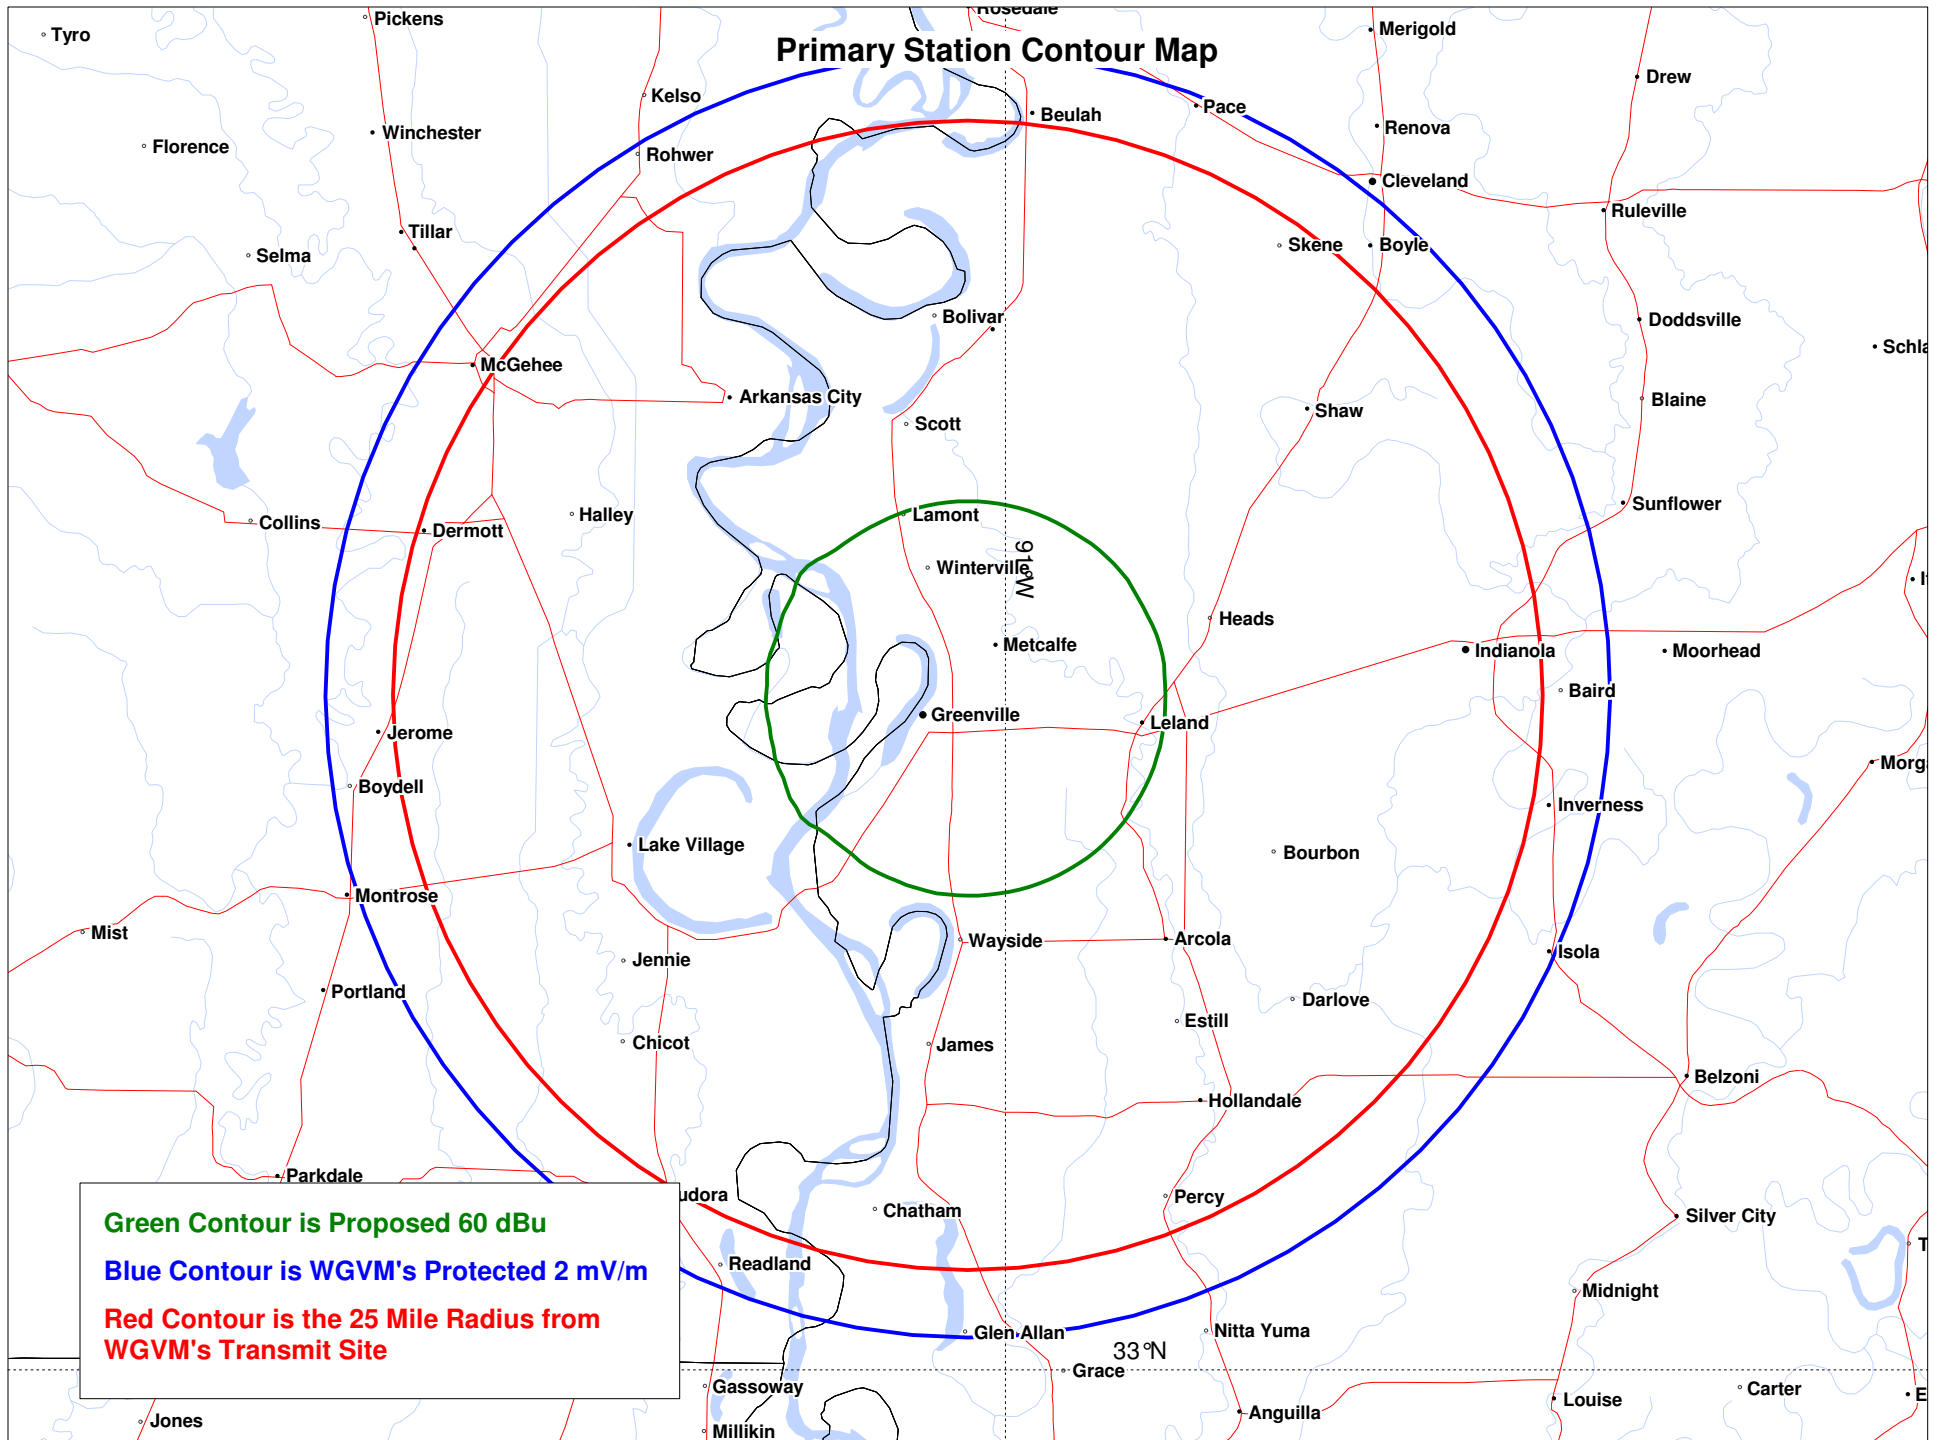 Rosedale
Pickens
Merigold
Tyro
Primary Station Contour Map
Drew
Kelso
Pace
Beulah
Renova
Winchester
Florence
Rohwer
Cleveland
Ruleville
Tillar
Skene
Boyle
Selma
Bolivar
Doddsville
Schla
McGehee
Arkansas City
Blaine
Shaw
Scott
Sunflower
Halley
Lamont
Collins
Dermott
Winterville
91°W
Heads
Metcalfe
Indianola
Moorhead
Baird
Greenville
Leland
Jerome
Morg
Boydell
Inverness
Lake Village
Bourbon
Montrose
Mist
Wayside
Arcola
Isola
Jennie
Portland
Darlove
Estill
Chicot
James
Belzoni
Hollandale
Parkdale
udora
Percy
Chatham
Silver City
Green Contour is Proposed 60 dBu
Blue Contour is WGVM's Protected 2 mV/m
Red Contour is the 25 Mile Radius from
WGVM's Transmit Site
Readland
T
Midnight
Glen Allan
Nitta Yuma
33°N
Grace
Gassoway
Carter
E
Louise
Anguilla
Jones
Millikin